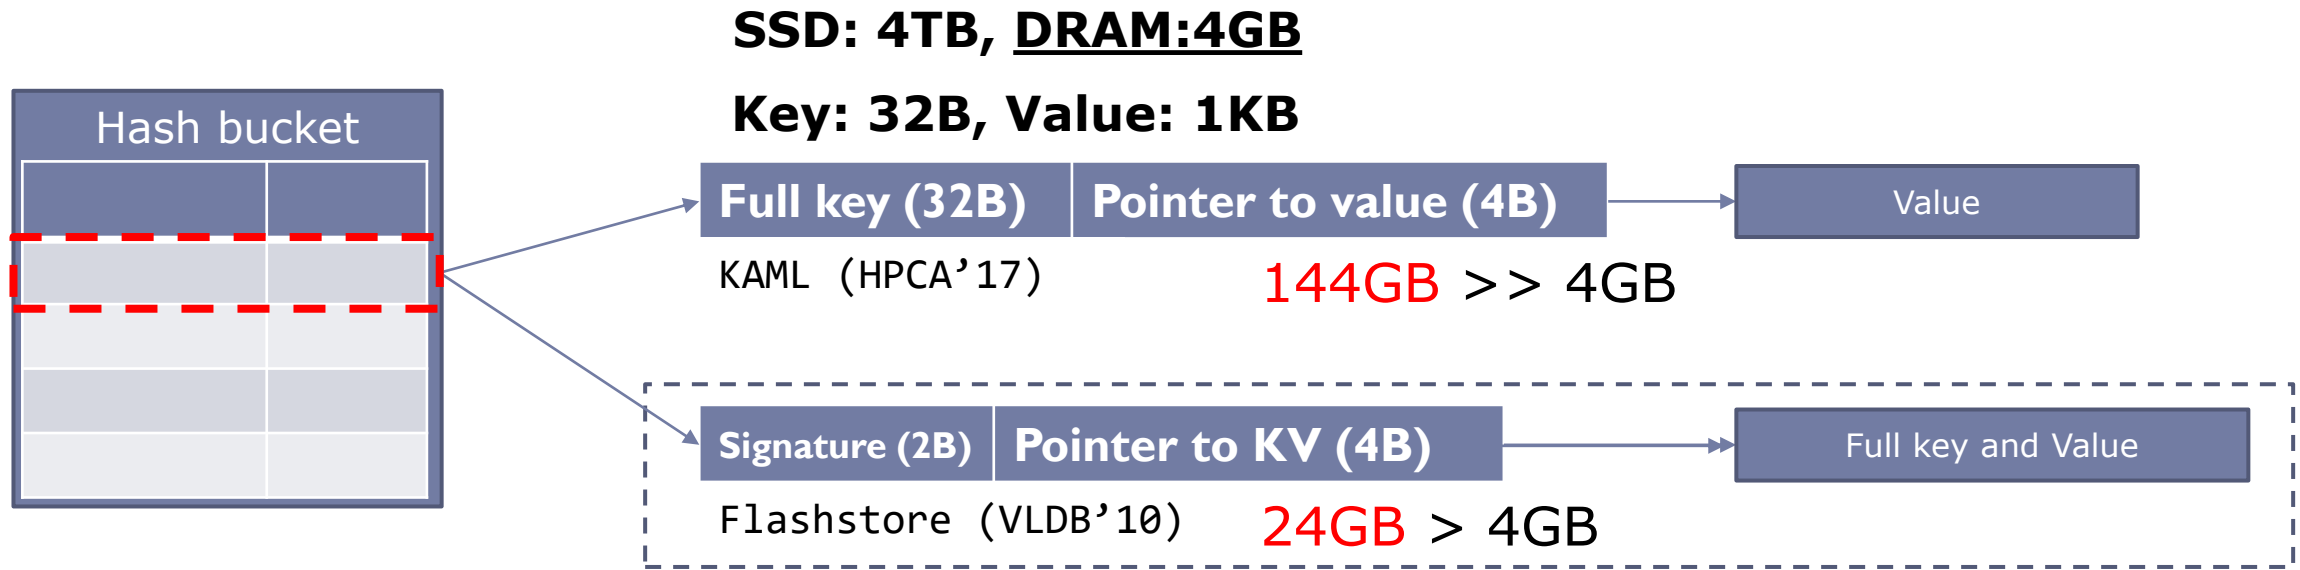 SSD: 4TB, DRAM:4GB
Key: 32B, Value: 1KB
Hash bucket
Full key (32B) Pointer to value (4B) Value
KAML (HPCA’17) 144GB >> 4GB
Signature (2B) Pointer to KV (4B) Full key and Value
Flashstore (VLDB’10) 24GB > 4GB